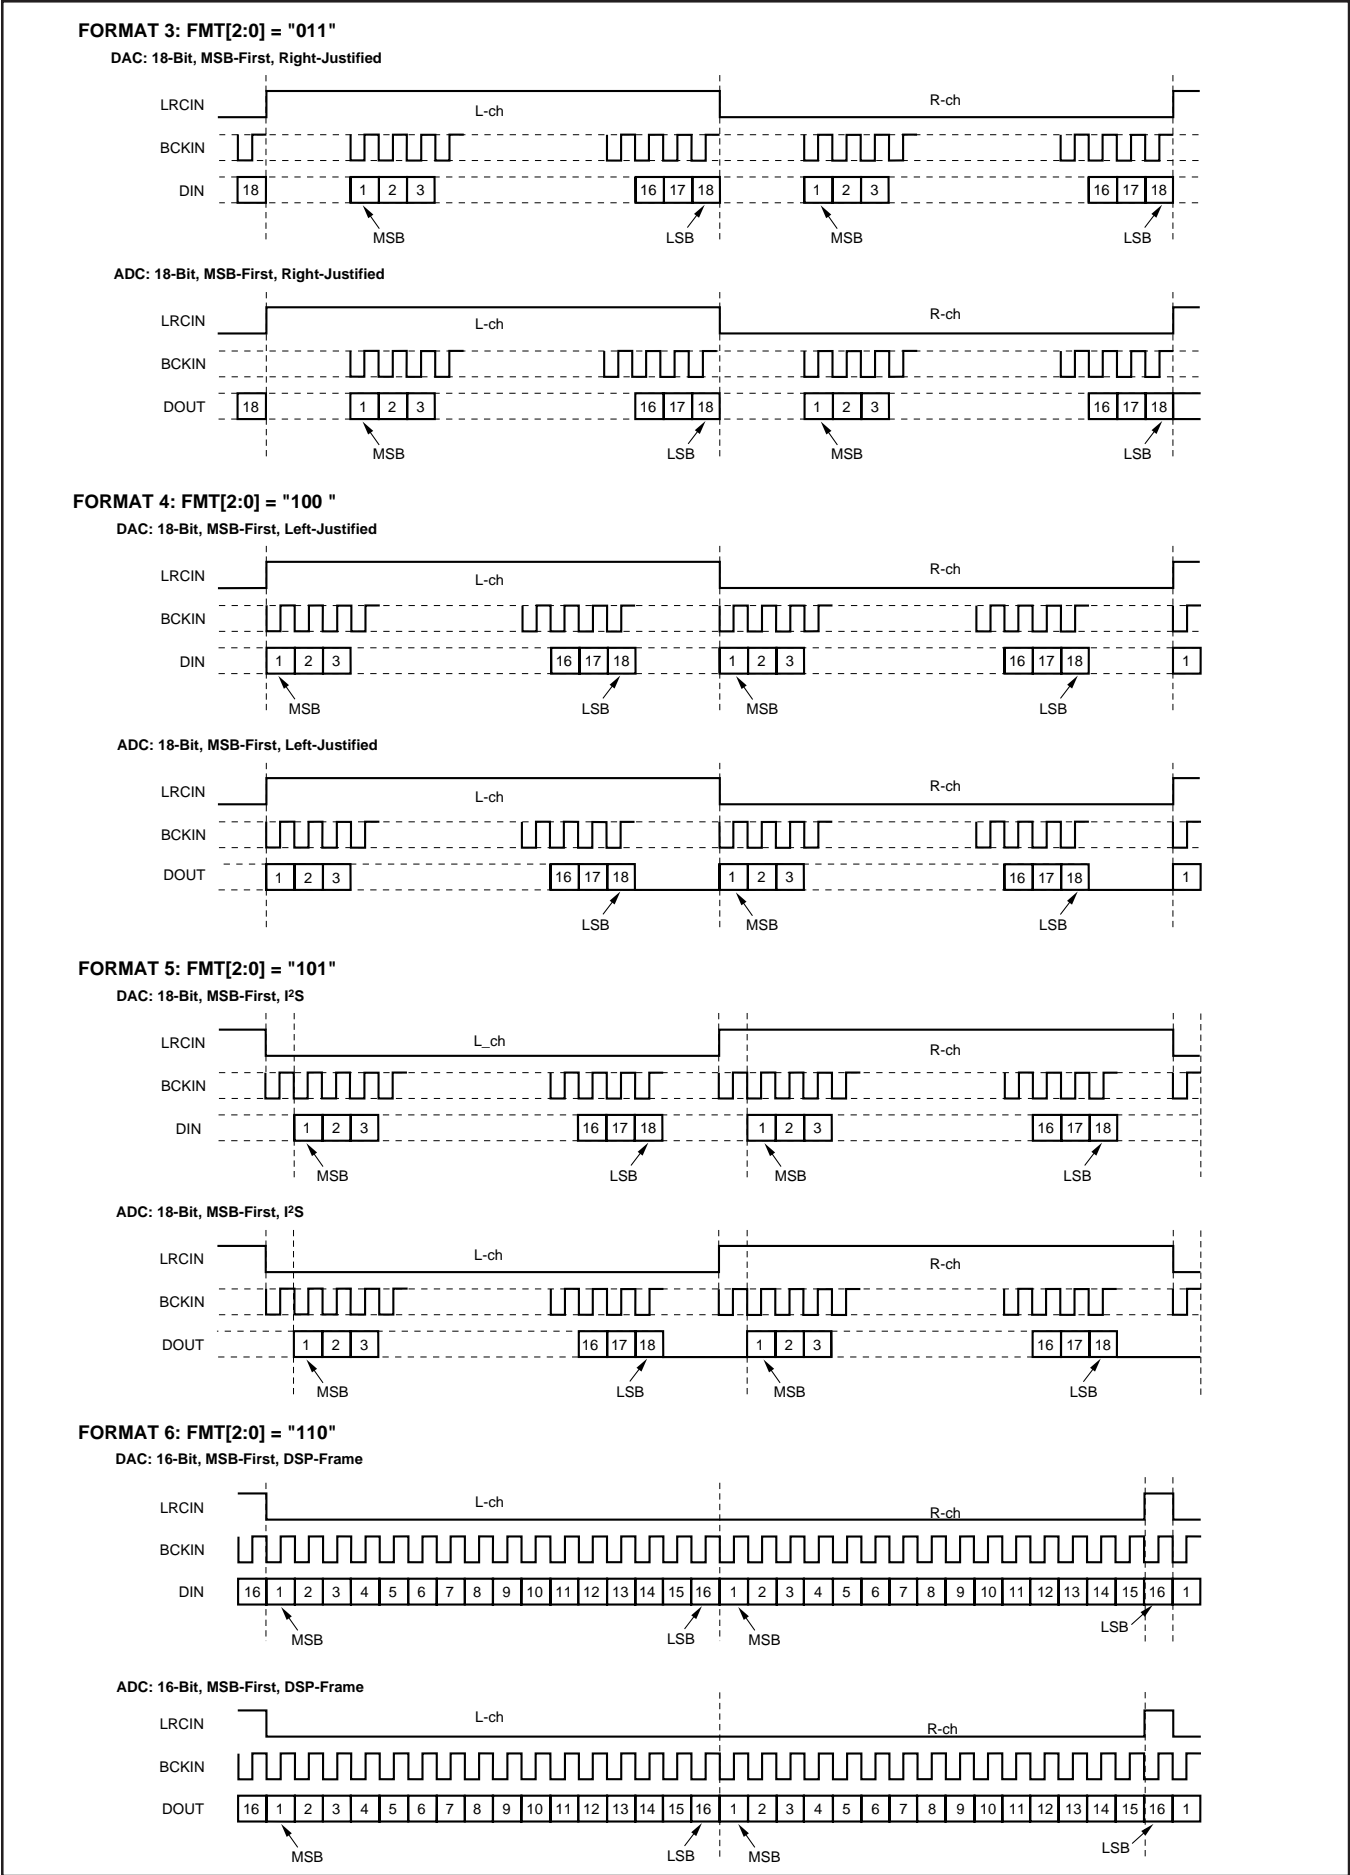 FORMAT 3: FMT[2:0] = "011"
DAC: 18-Bit, MSB-First, Right-Justified
LRCIN L-ch R-ch
BCKIN
DIN 18 1 2 3 16 17 18 1 2 3 16 17 18
MSB LSB MSB LSB
ADC: 18-Bit, MSB-First, Right-Justified
LRCIN L-ch R-ch
BCKIN
DOUT 18 1 2 3 16 17 18 1 2 3 16 17 18
MSB LSB MSB LSB
FORMAT 4: FMT[2:0] = "100 "
DAC: 18-Bit, MSB-First, Left-Justified
LRCIN L-ch R-ch
BCKIN
DIN 1 2 3 16 17 18 1 2 3 16 17 18 1
MSB LSB MSB LSB
ADC: 18-Bit, MSB-First, Left-Justified
LRCIN L-ch R-ch
BCKIN
DOUT 1 2 3 16 17 18 1 2 3 16 17 18 1
LSB MSB LSB
FORMAT 5: FMT[2:0] = "101"
DAC: 18-Bit, MSB-First, I²S
LRCIN L_ch R-ch
BCKIN
DIN 1 2 3 16 17 18 1 2 3 16 17 18
MSB LSB MSB LSB
ADC: 18-Bit, MSB-First, I²S
LRCIN L-ch R-ch
BCKIN
DOUT 1 2 3 16 17 18 1 2 3 16 17 18
MSB LSB MSB LSB
FORMAT 6: FMT[2:0] = "110"
DAC: 16-Bit, MSB-First, DSP-Frame
LRCIN L-ch R-ch
BCKIN
DIN 16 1 2 3 4 5 6 7 8 9 10 11 12 13 14 15 16 1 2 3 4 5 6 7 8 9 10 11 12 13 14 15 16 1
MSB LSB MSB LSB
ADC: 16-Bit, MSB-First, DSP-Frame
LRCIN L-ch R-ch
BCKIN
DOUT 16 1 2 3 4 5 6 7 8 9 10 11 12 13 14 15 16 1 2 3 4 5 6 7 8 9 10 11 12 13 14 15 16 1
MSB LSB MSB LSB